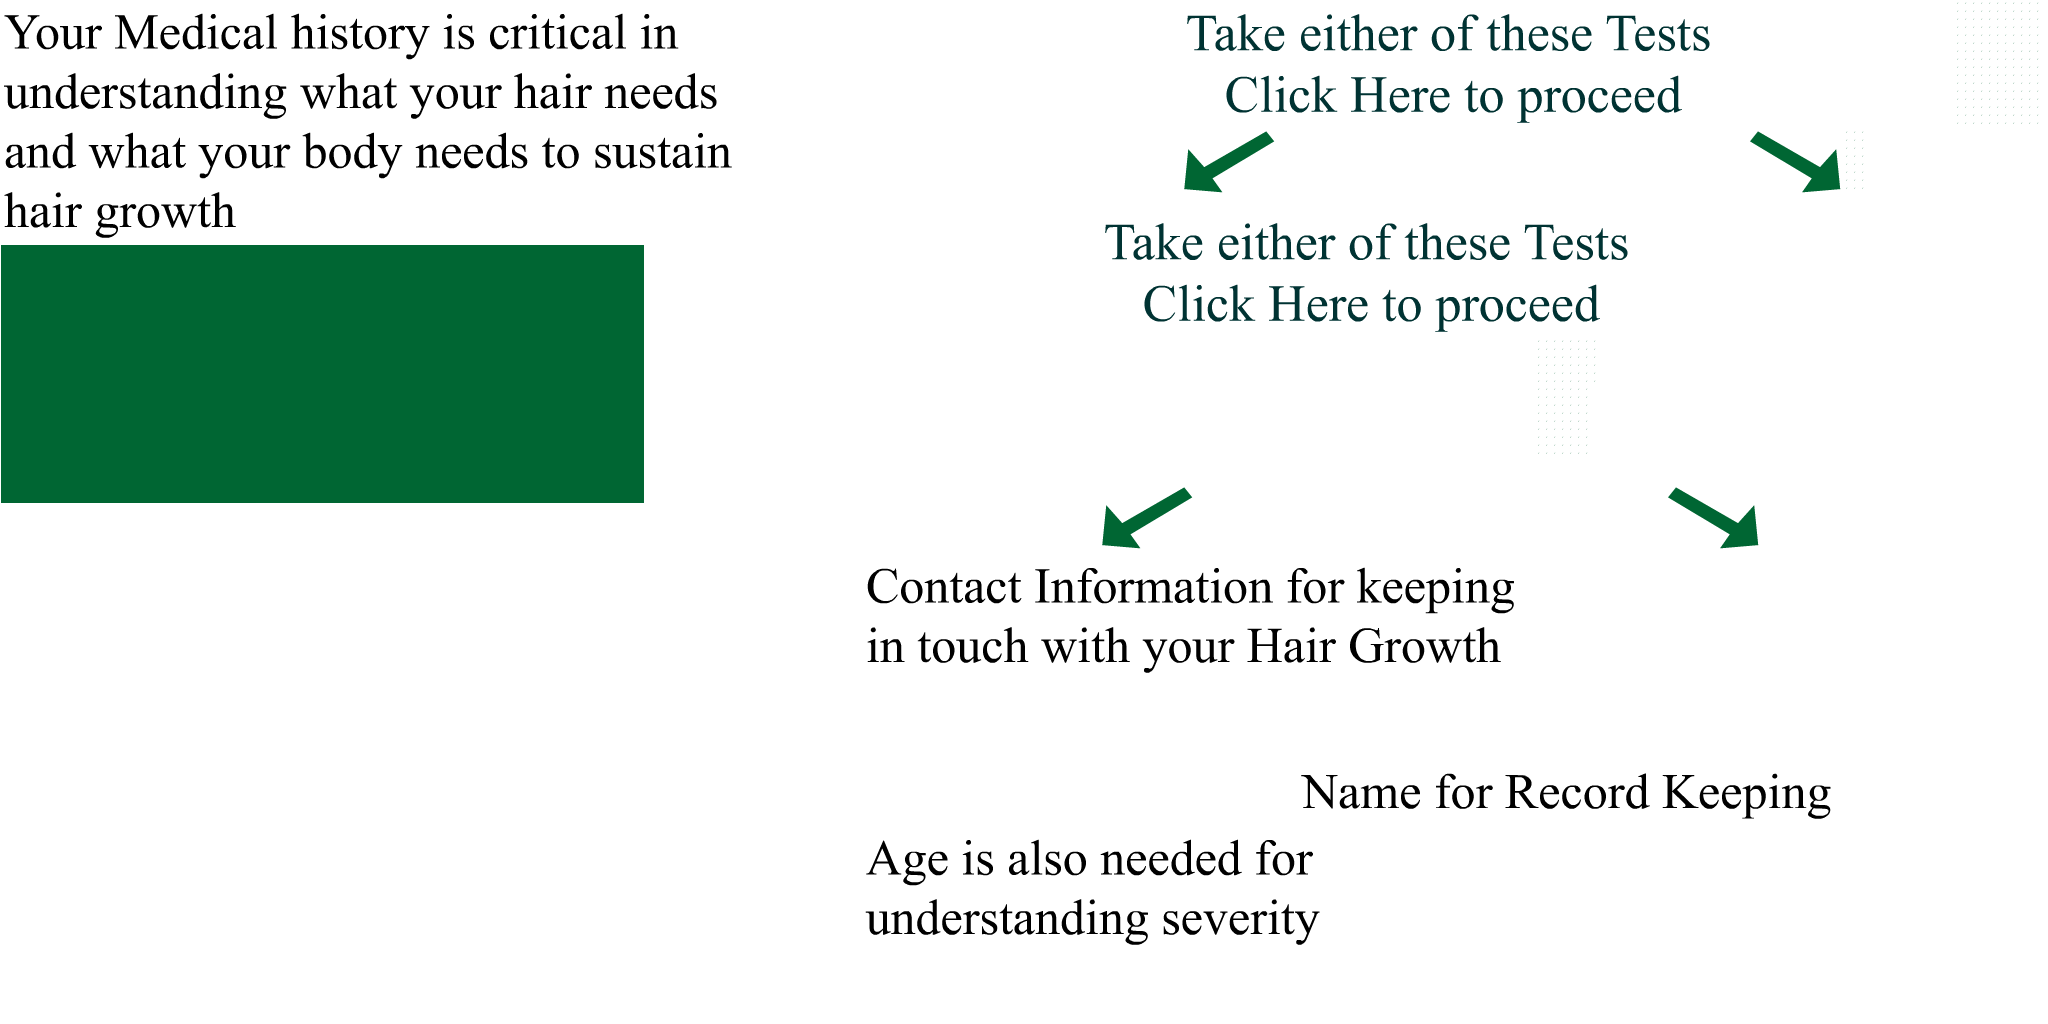 Your Medical history is critical in
understanding what your hair needs
and what your body needs to sustain
hair growth
Take either of these Tests
Click Here to proceed
Take either of these Tests
Click Here to proceed
Contact Information for keeping
in touch with your Hair Growth
Name for Record Keeping
Age is also needed for
understanding severity